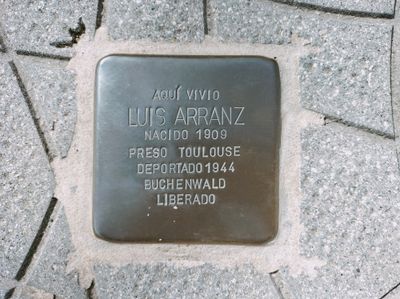 AQUÍ VIVIO
LUIS ARRANZ
NACIDO 1909
PRESO TOULOUSE
DEPORTADO 1944
BUCHENWALD
LIBERADO